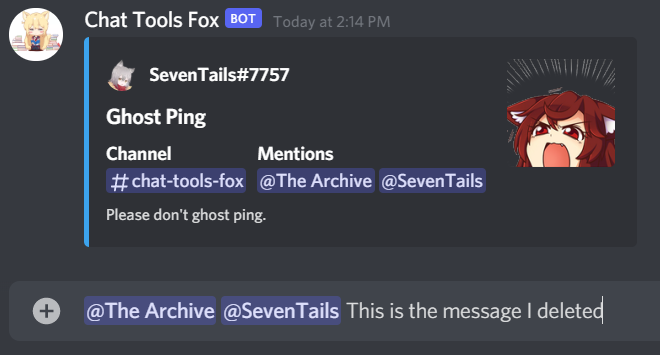 Chat Tools Fox BOT Today at 2:14 PM
SevenTails#7757
Ghost Ping
Channel Mentions
#chat-tools-fox @The Archive @SevenTails
Please don't ghost ping.
@The Archive @SevenTails This is the message I deleted